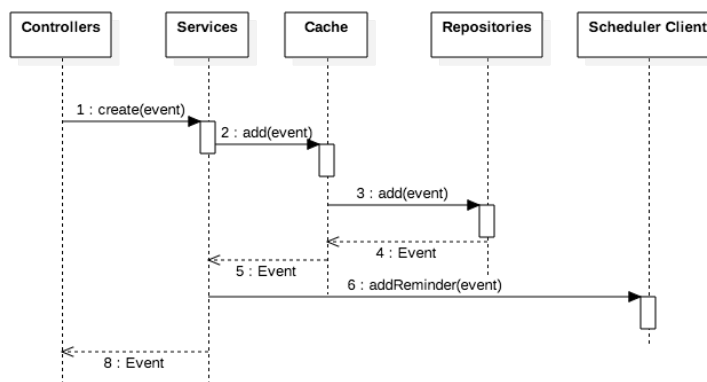 Controllers
Services
Cache
Repositories
Scheduler Client
1 : create(event)
2 : add(event)
3 : add(event)
4 : Event
5 : Event
6 : addReminder(event)
8 : Event